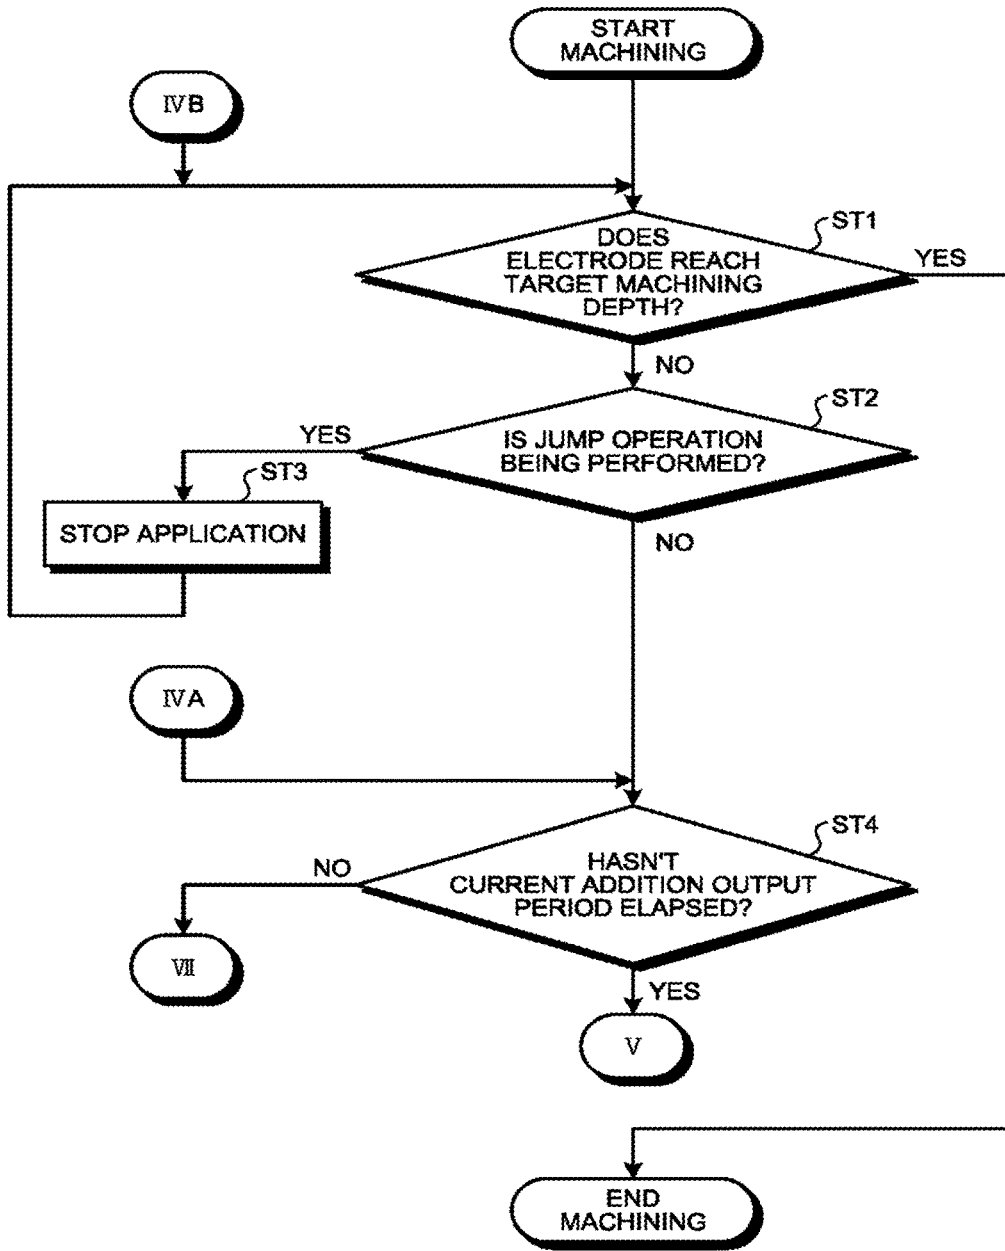 START
MACHINING
ⅣB
ST1
DOES
ELECTRODE REACH
TARGET MACHINING
DEPTH?
YES
NO
ST2
YES
IS JUMP OPERATION
BEING PERFORMED?
ST3
STOP APPLICATION
NO
ⅣA
ST4
NO
HASN'T
CURRENT ADDITION OUTPUT
PERIOD ELAPSED?
Ⅶ
YES
Ⅴ
END
MACHINING